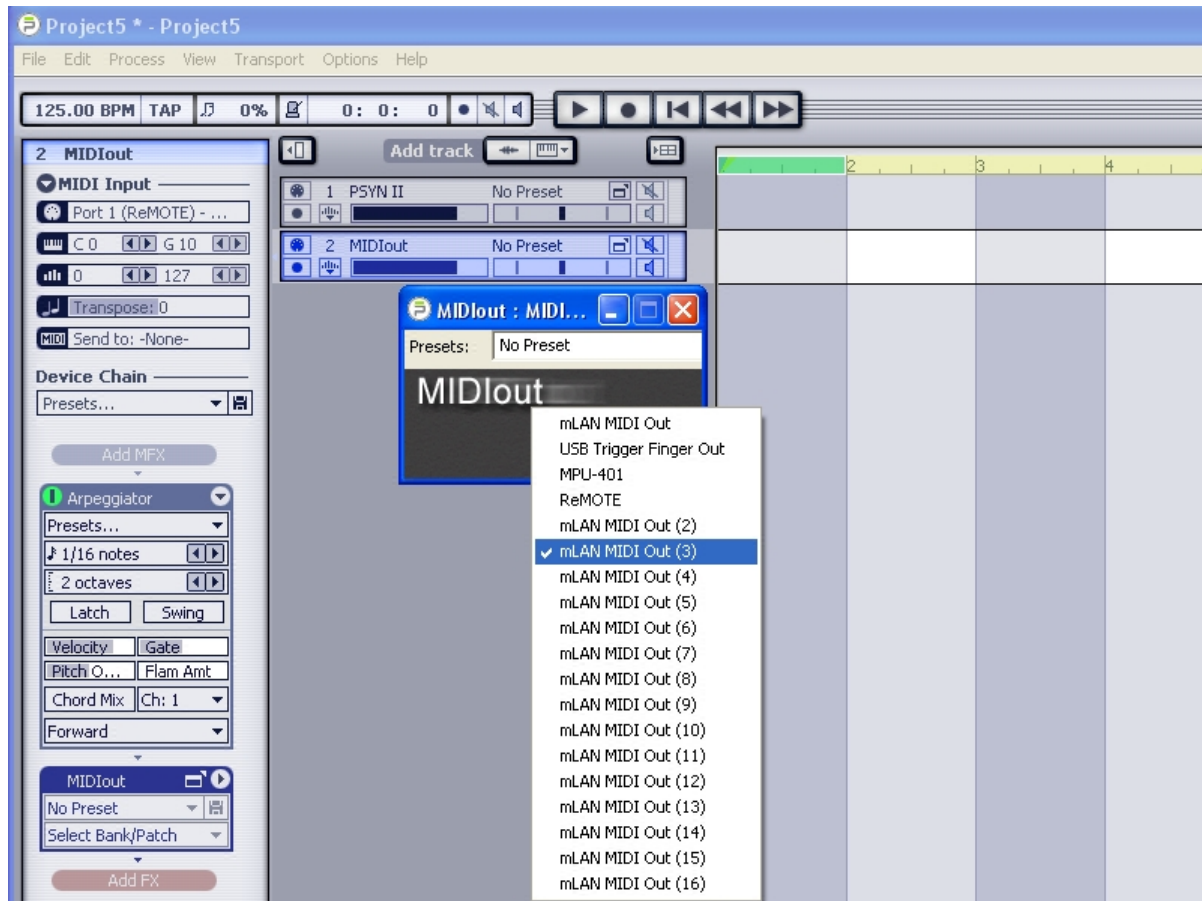 Project5 * - Project5
File Edit Process View Transport Options Help
125.00 BPM TAP 0% 0: 0: 0
2 MIDIout
MIDI Input
Port 1 (ReMOTE) - ...
C 0 G 10
0 127
Transpose: 0
MIDI Send to: -None-
Device Chain
Presets...
Add MFX
Arpeggiator
Presets...
1/16 notes
2 octaves
Latch Swing
Velocity Gate
Pitch O... Flam Amt
Chord Mix Ch: 1
Forward
MIDIout
No Preset
Select Bank/Patch
Add FX
Add track
1 PSYN II No Preset
2 MIDIout No Preset
2 3 4
MIDIout : MIDI...
Presets: No Preset
MIDIout
mLAN MIDI Out
USB Trigger Finger Out
MPU-401
ReMOTE
mLAN MIDI Out (2)
mLAN MIDI Out (3)
mLAN MIDI Out (4)
mLAN MIDI Out (5)
mLAN MIDI Out (6)
mLAN MIDI Out (7)
mLAN MIDI Out (8)
mLAN MIDI Out (9)
mLAN MIDI Out (10)
mLAN MIDI Out (11)
mLAN MIDI Out (12)
mLAN MIDI Out (13)
mLAN MIDI Out (14)
mLAN MIDI Out (15)
mLAN MIDI Out (16)